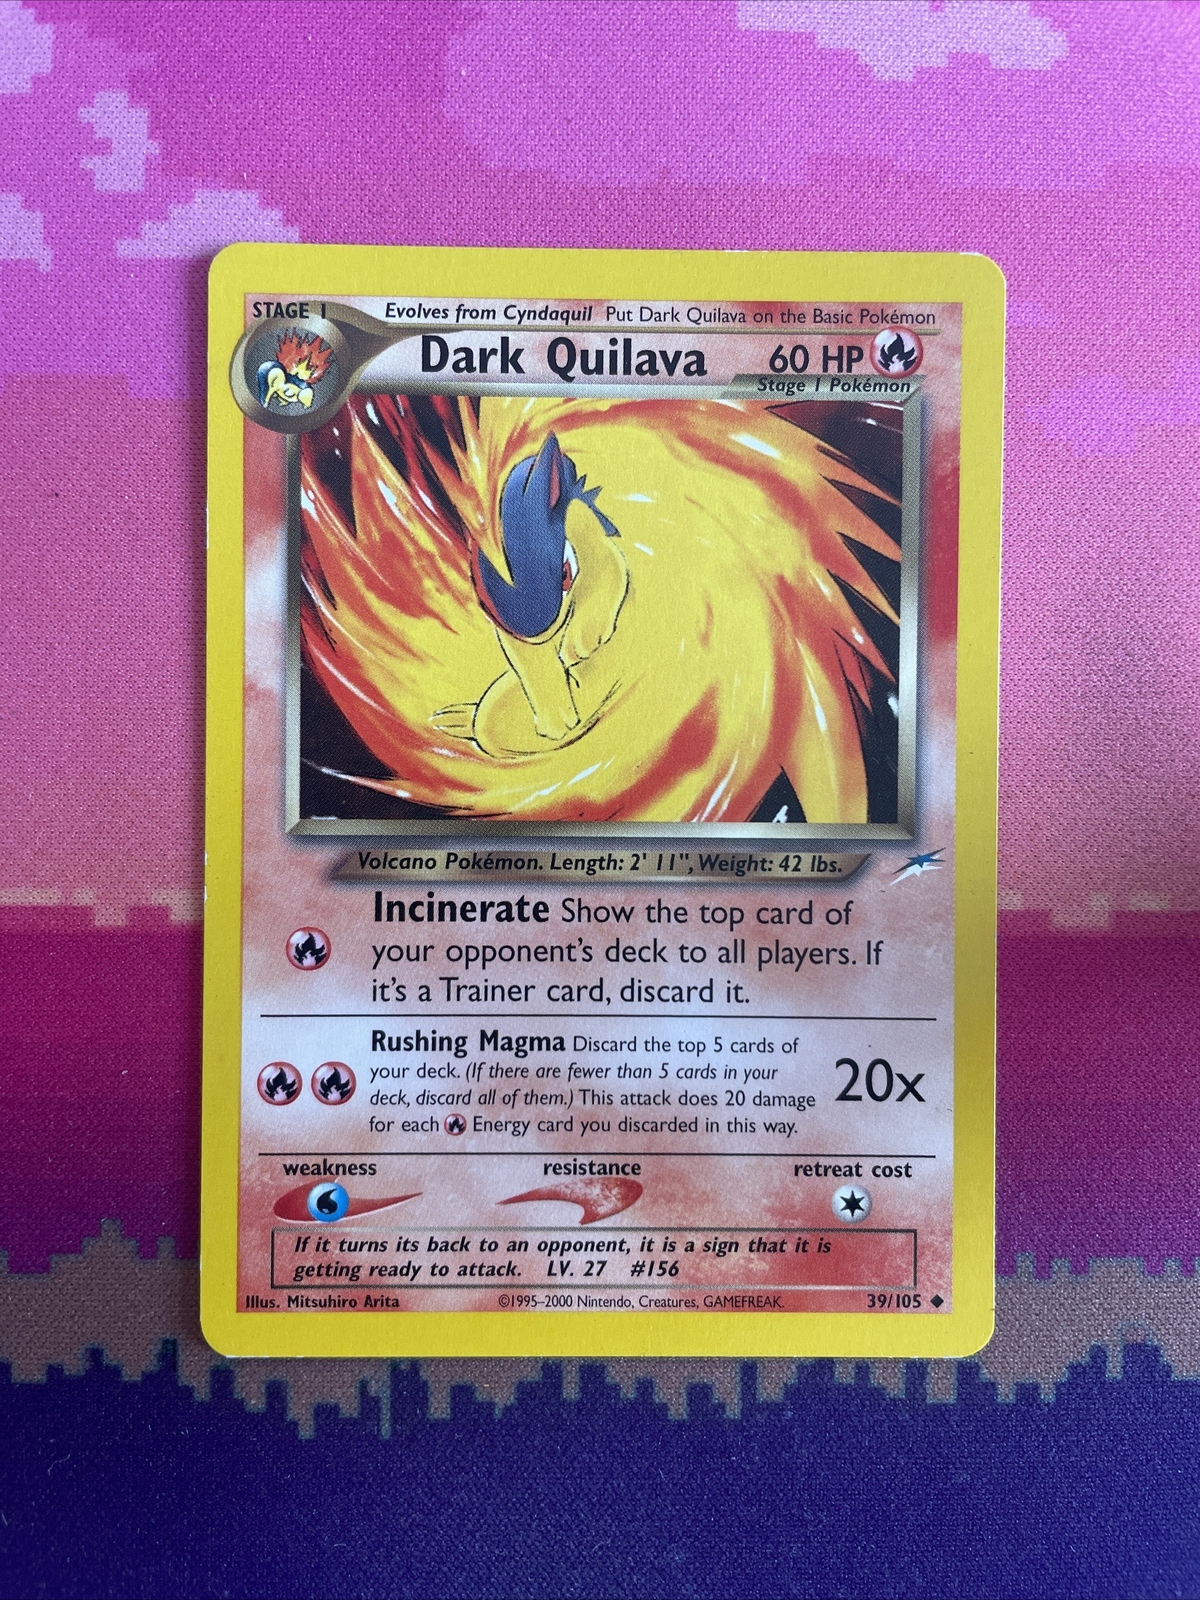 STAGE 1 Evolves from Cyndaquil Put Dark Quilava on the Basic Pokémon
Dark Quilava 60 HP
Stage 1 Pokémon
Volcano Pokémon. Length: 2' 11", Weight: 42 lbs.
Incinerate Show the top card of
your opponent's deck to all players. If
it's a Trainer card, discard it.
Rushing Magma Discard the top 5 cards of
your deck. (If there are fewer than 5 cards in your
deck, discard all of them.) This attack does 20 damage
for each Energy card you discarded in this way.
20x
weakness resistance retreat cost
If it turns its back to an opponent, it is a sign that it is
getting ready to attack. LV. 27 #156
Illus. Mitsuhiro Arita ©1995–2000 Nintendo, Creatures, GAMEFREAK. 39/105